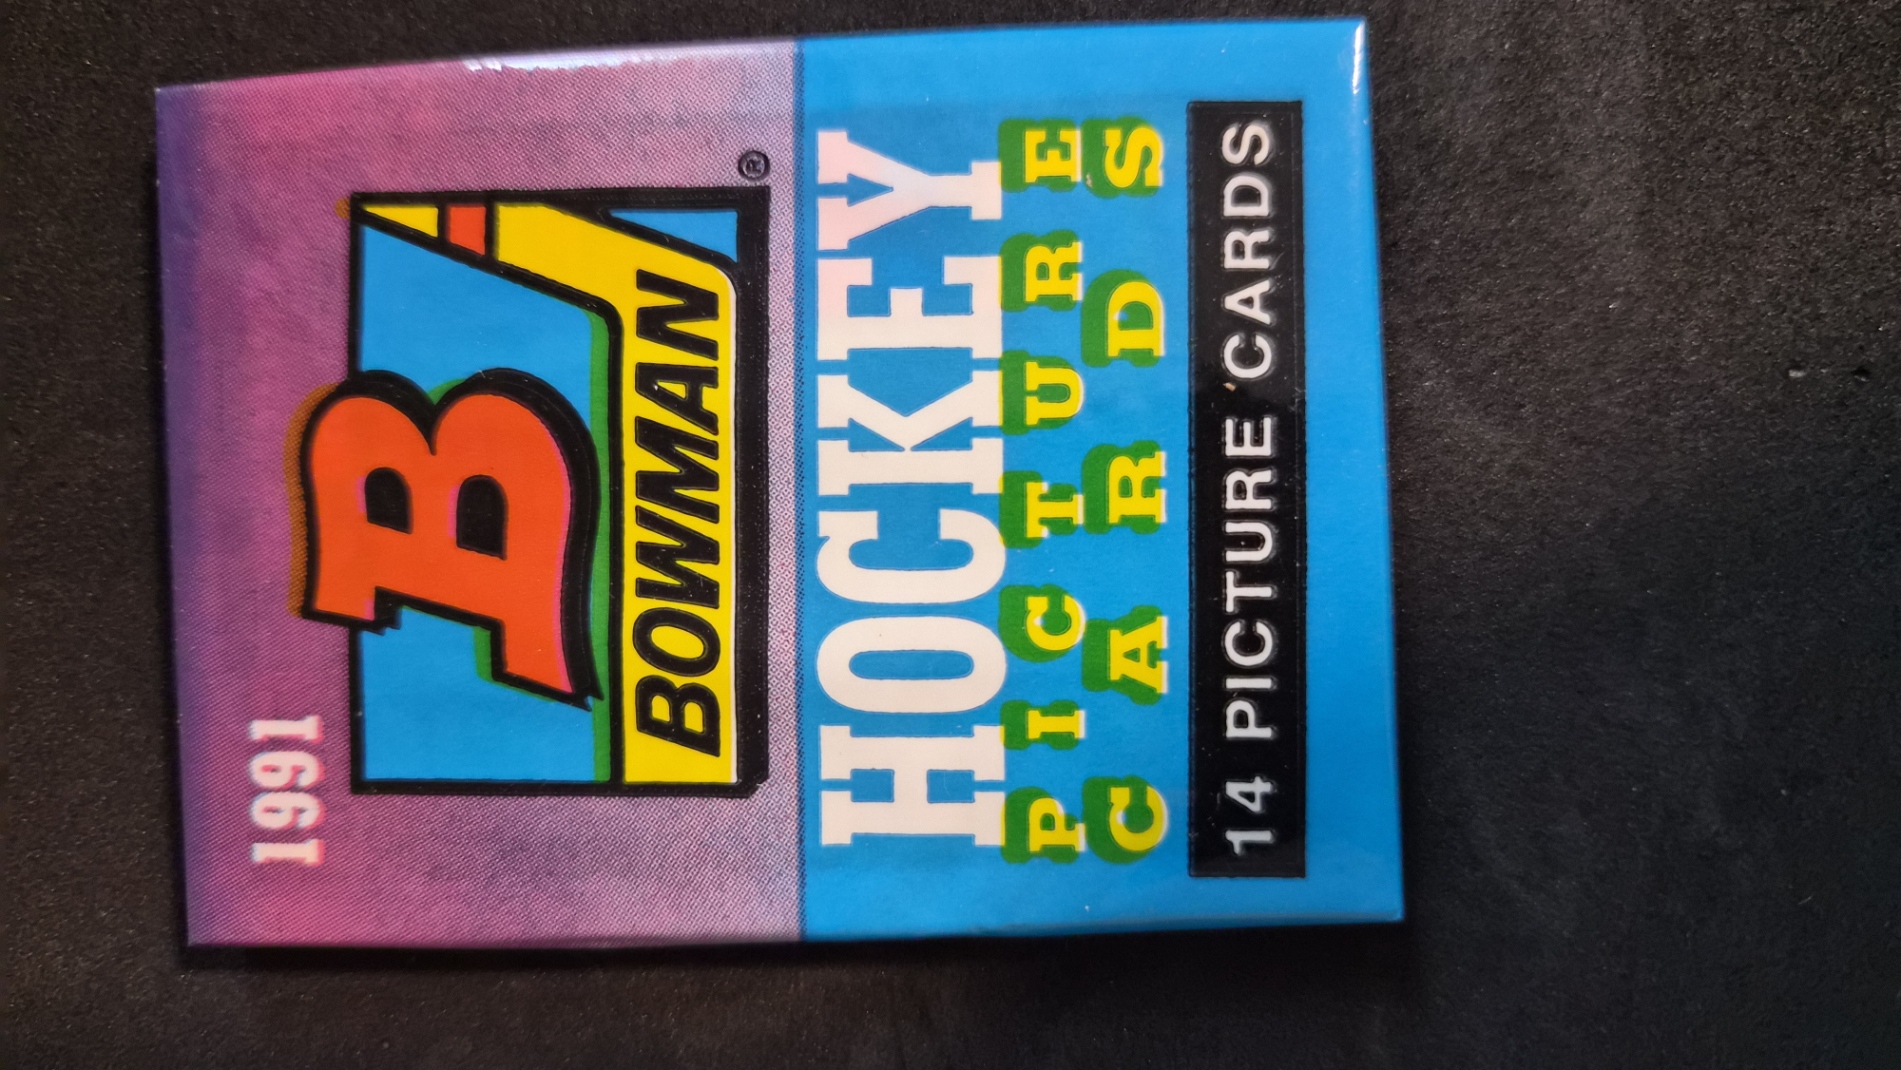 1991
B
BOWMAN®
HOCKEY
PICTURE
CARDS
14 PICTURE CARDS